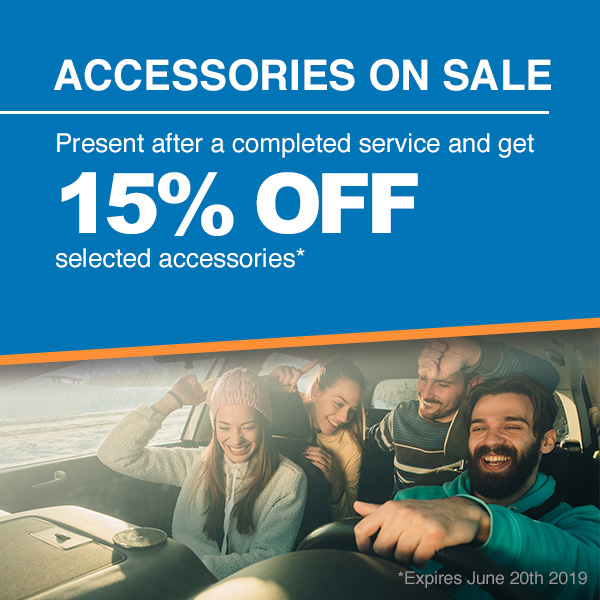 ACCESSORIES ON SALE
Present after a completed service and get
15% OFF
selected accessories*
*Expires June 20th 2019